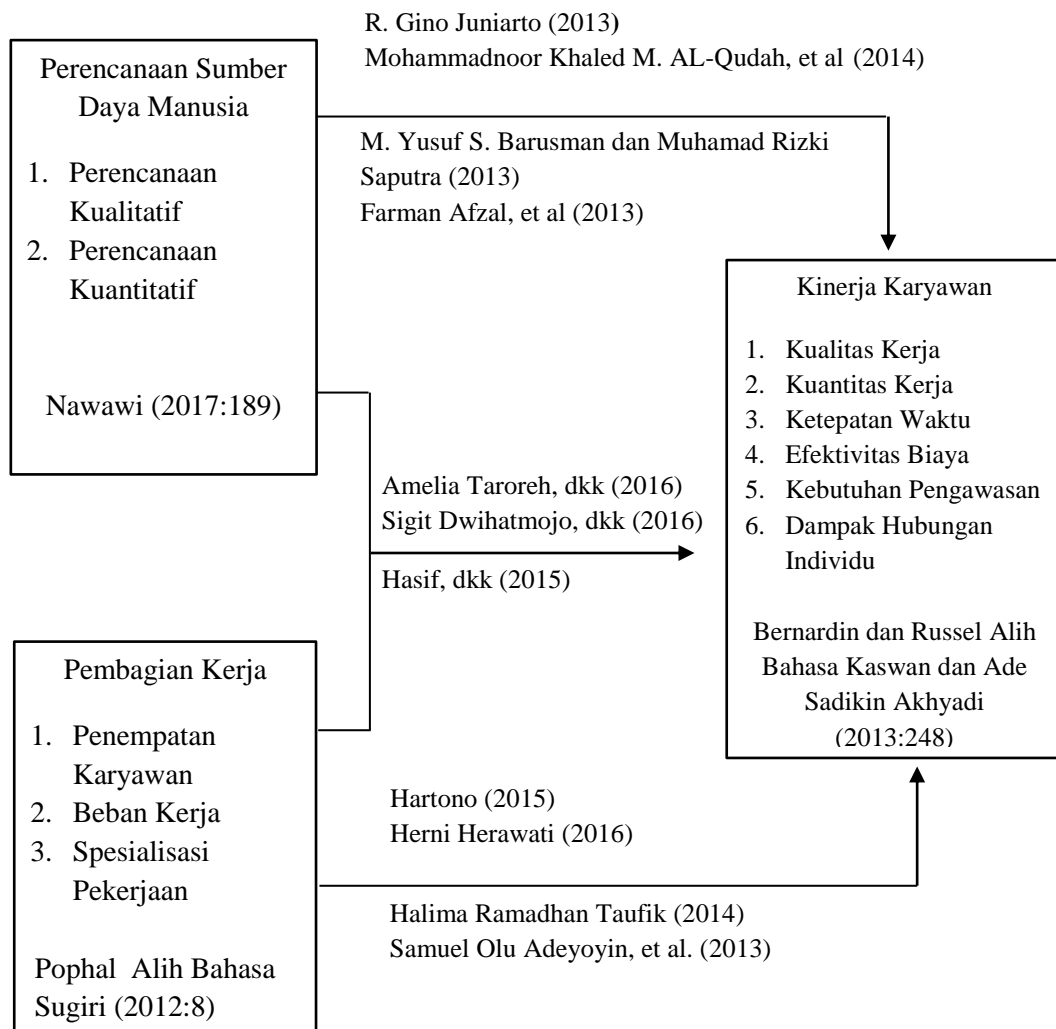 R. Gino Juniarto (2013)
Mohammadnoor Khaled M. AL-Qudah, et al (2014)
Perencanaan Sumber
Daya Manusia
1. Perencanaan
Kualitatif
2. Perencanaan
Kuantitatif
Nawawi (2017:189)
M. Yusuf S. Barusman dan Muhamad Rizki
Saputra (2013)
Farman Afzal, et al (2013)
Kinerja Karyawan
1. Kualitas Kerja
2. Kuantitas Kerja
3. Ketepatan Waktu
4. Efektivitas Biaya
5. Kebutuhan Pengawasan
6. Dampak Hubungan
Individu
Bernardin dan Russel Alih
Bahasa Kaswan dan Ade
Sadikin Akhyadi
(2013:248)
Amelia Taroreh, dkk (2016)
Sigit Dwihatmojo, dkk (2016)
Hasif, dkk (2015)
Pembagian Kerja
1. Penempatan
Karyawan
2. Beban Kerja
3. Spesialisasi
Pekerjaan
Pophal Alih Bahasa
Sugiri (2012:8)
Hartono (2015)
Herni Herawati (2016)
Halima Ramadhan Taufik (2014)
Samuel Olu Adeyoyin, et al. (2013)